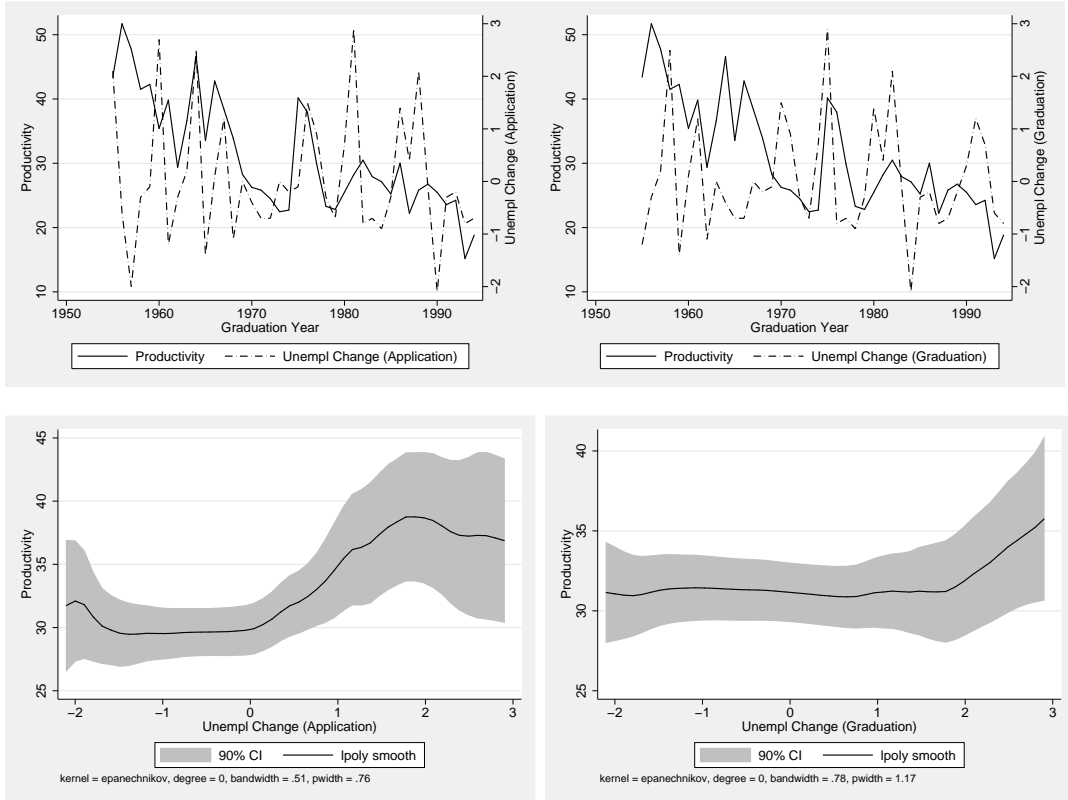 Productivity
50
40
30
20
10
3
2
1
0
−1
−2
Unempl Change (Application)
1950
1960
1970
1980
1990
Graduation Year
Productivity
Unempl Change (Application)
Productivity
50
40
30
20
10
3
2
1
0
−1
−2
Unempl Change (Graduation)
1950
1960
1970
1980
1990
Graduation Year
Productivity
Unempl Change (Graduation)
Productivity
45
40
35
30
25
−2
−1
0
1
2
3
Unempl Change (Application)
90% CI
lpoly smooth
kernel = epanechnikov, degree = 0, bandwidth = .51, pwidth = .76
Productivity
40
35
30
25
−2
−1
0
1
2
3
Unempl Change (Graduation)
90% CI
lpoly smooth
kernel = epanechnikov, degree = 0, bandwidth = .78, pwidth = 1.17